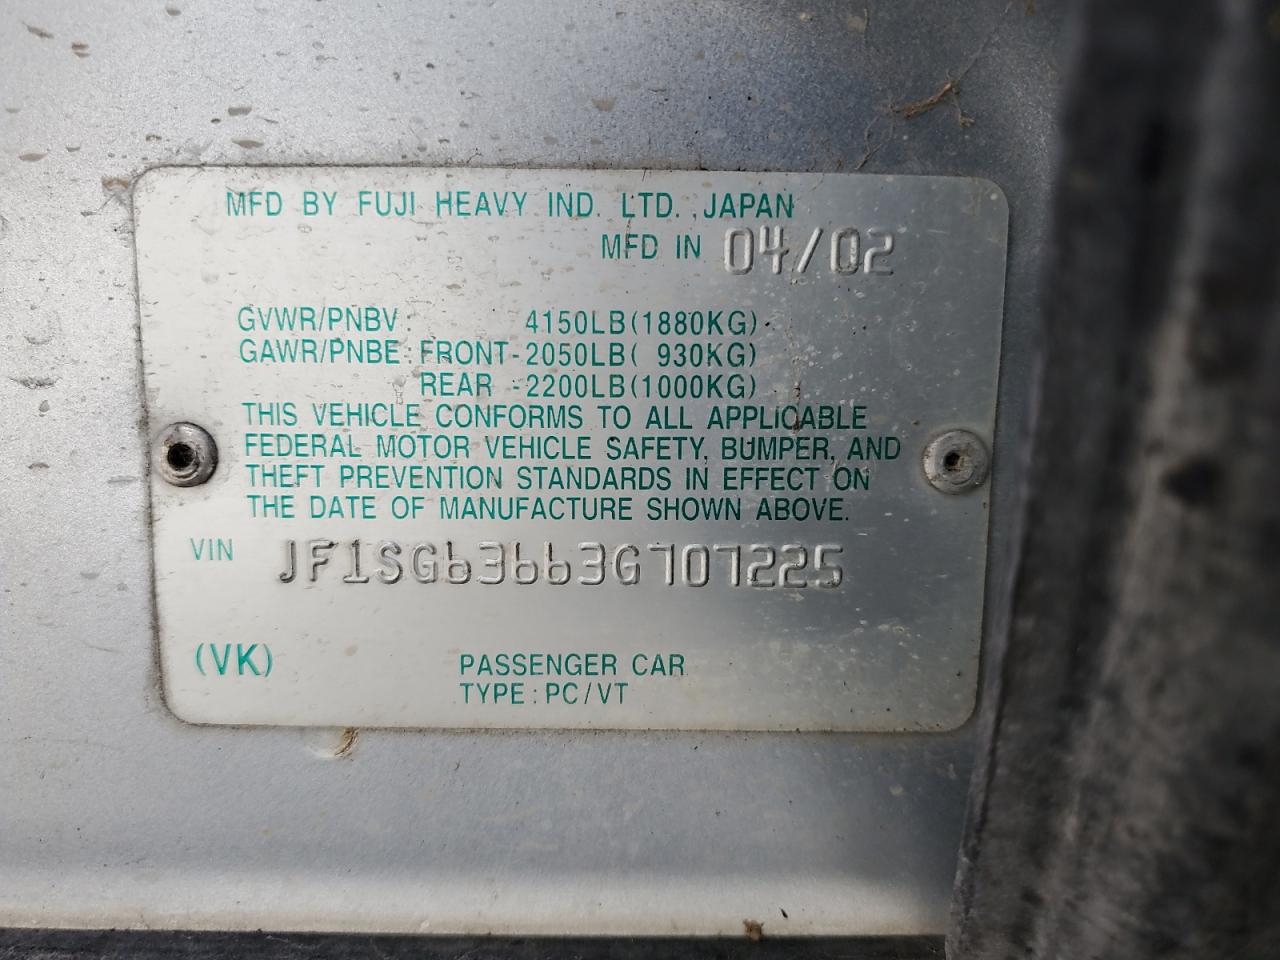 MFD BY FUJI HEAVY IND. LTD. JAPAN
MFD IN 04/02
GVWR/PNBV: 4150LB(1880KG)
GAWR/PNBE: FRONT-2050LB( 930KG)
REAR -2200LB(1000KG)
THIS VEHICLE CONFORMS TO ALL APPLICABLE
FEDERAL MOTOR VEHICLE SAFETY, BUMPER, AND
THEFT PREVENTION STANDARDS IN EFFECT ON
THE DATE OF MANUFACTURE SHOWN ABOVE.
VIN JF1SG63663G707225
(VK) PASSENGER CAR
TYPE: PC/VT